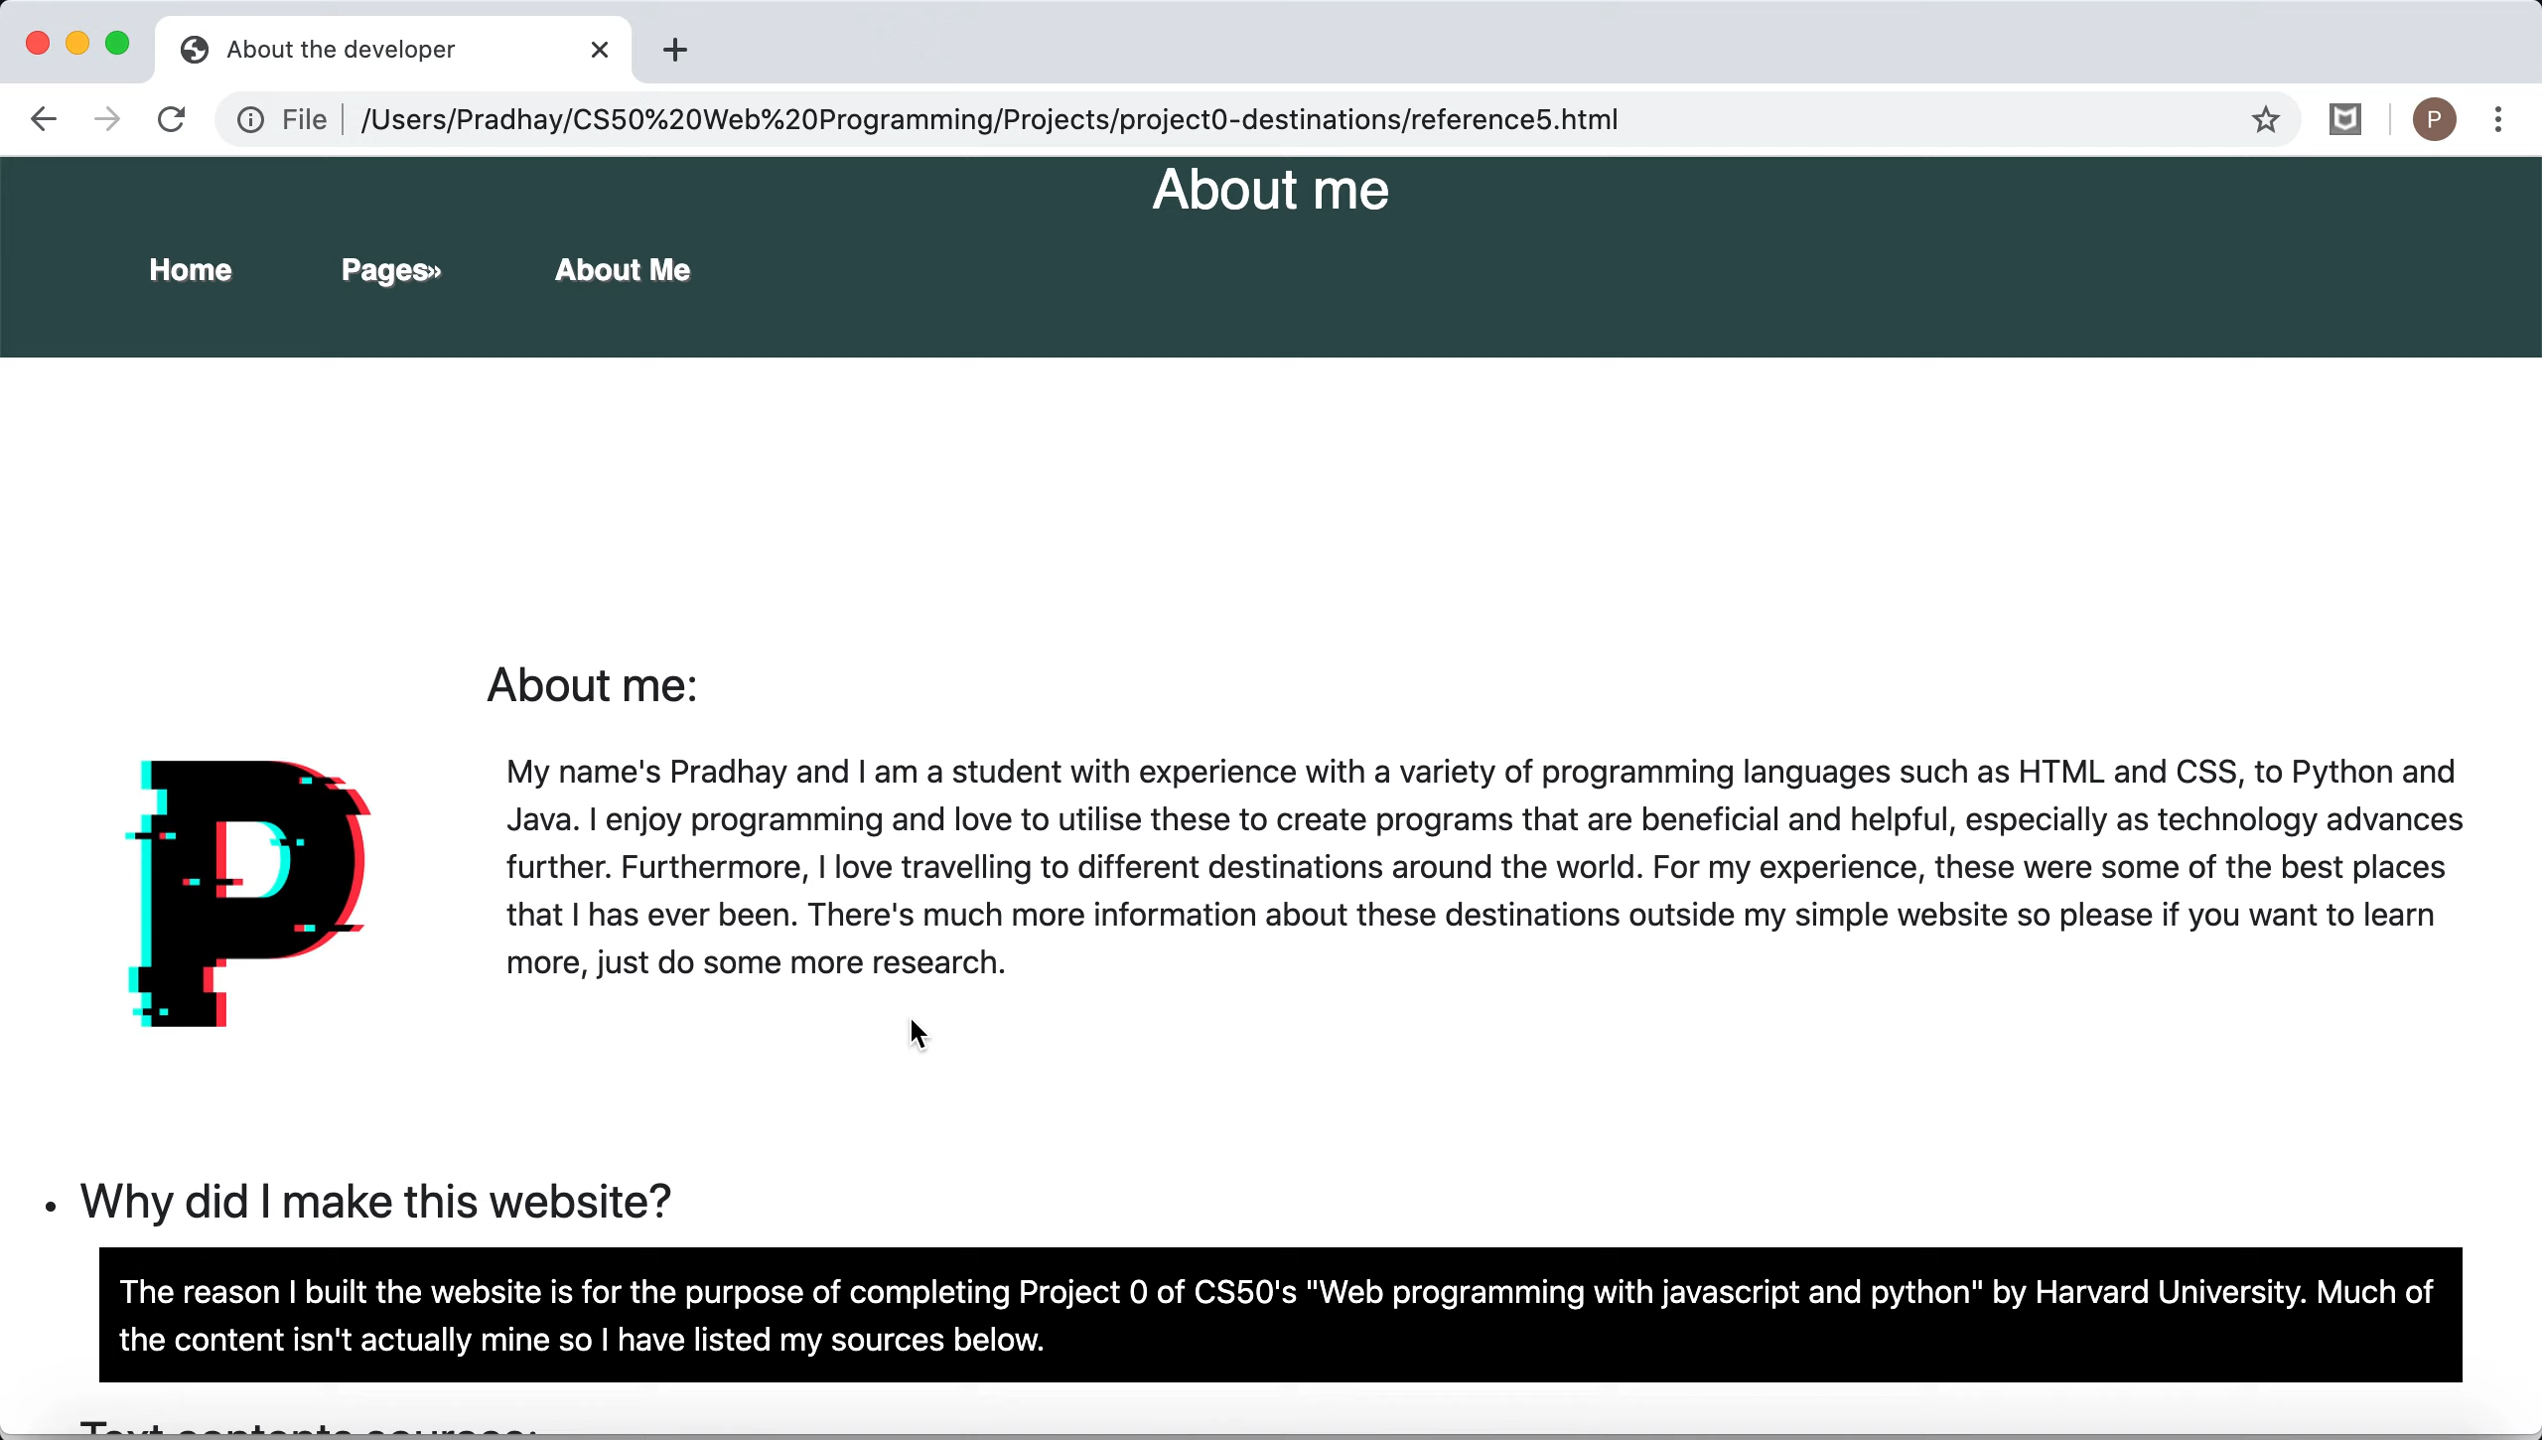 About the developer
File /Users/Pradhay/CS50%20Web%20Programming/Projects/project0-destinations/reference5.html
P
About me
Home Pages» About Me
About me:
P
My name's Pradhay and I am a student with experience with a variety of programming languages such as HTML and CSS, to Python and
Java. I enjoy programming and love to utilise these to create programs that are beneficial and helpful, especially as technology advances
further. Furthermore, I love travelling to different destinations around the world. For my experience, these were some of the best places
that I has ever been. There's much more information about these destinations outside my simple website so please if you want to learn
more, just do some more research.
• Why did I make this website?
The reason I built the website is for the purpose of completing Project 0 of CS50's "Web programming with javascript and python" by Harvard University. Much of
the content isn't actually mine so I have listed my sources below.
Text contents sources: